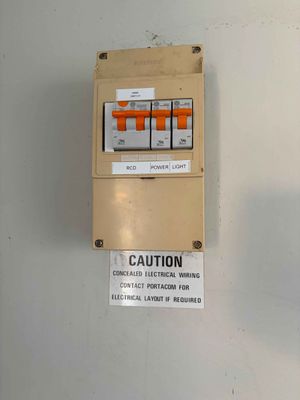 RCD POWER LIGHT
CAUTION
CONCEALED ELECTRICAL WIRING
CONTACT PORTACOM FOR
ELECTRICAL LAYOUT IF REQUIRED